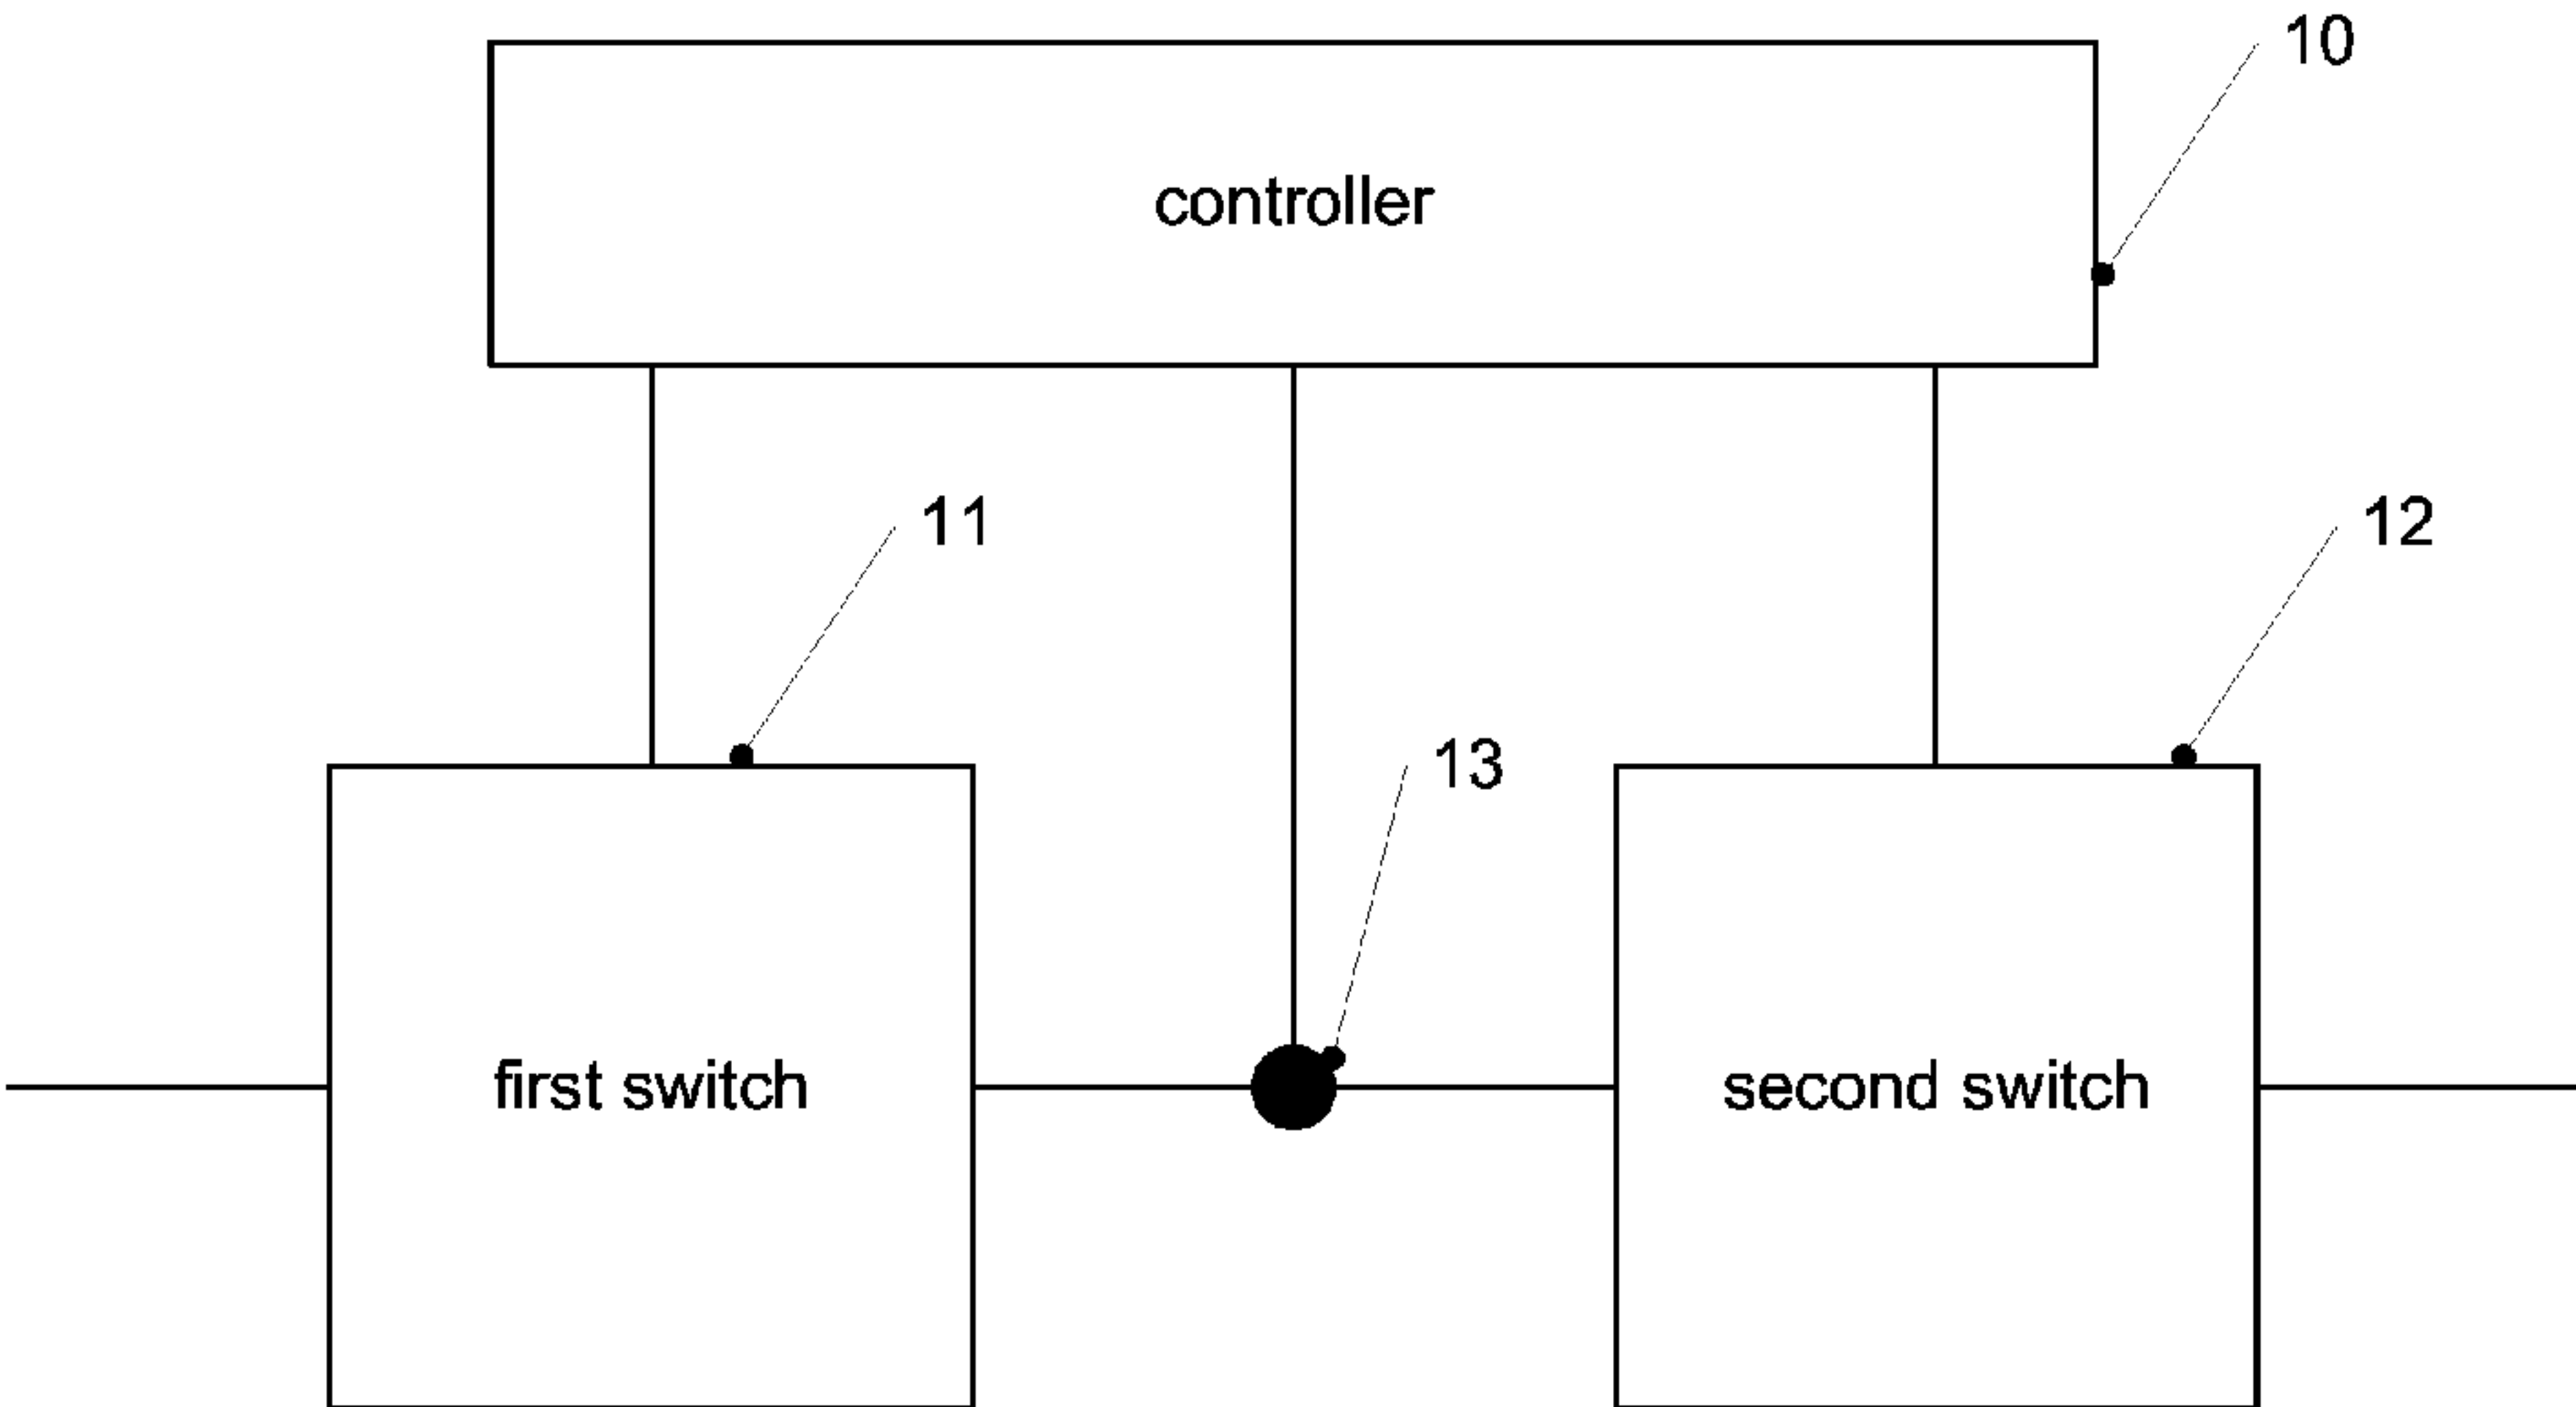 10
controller
11
12
13
first switch
second switch